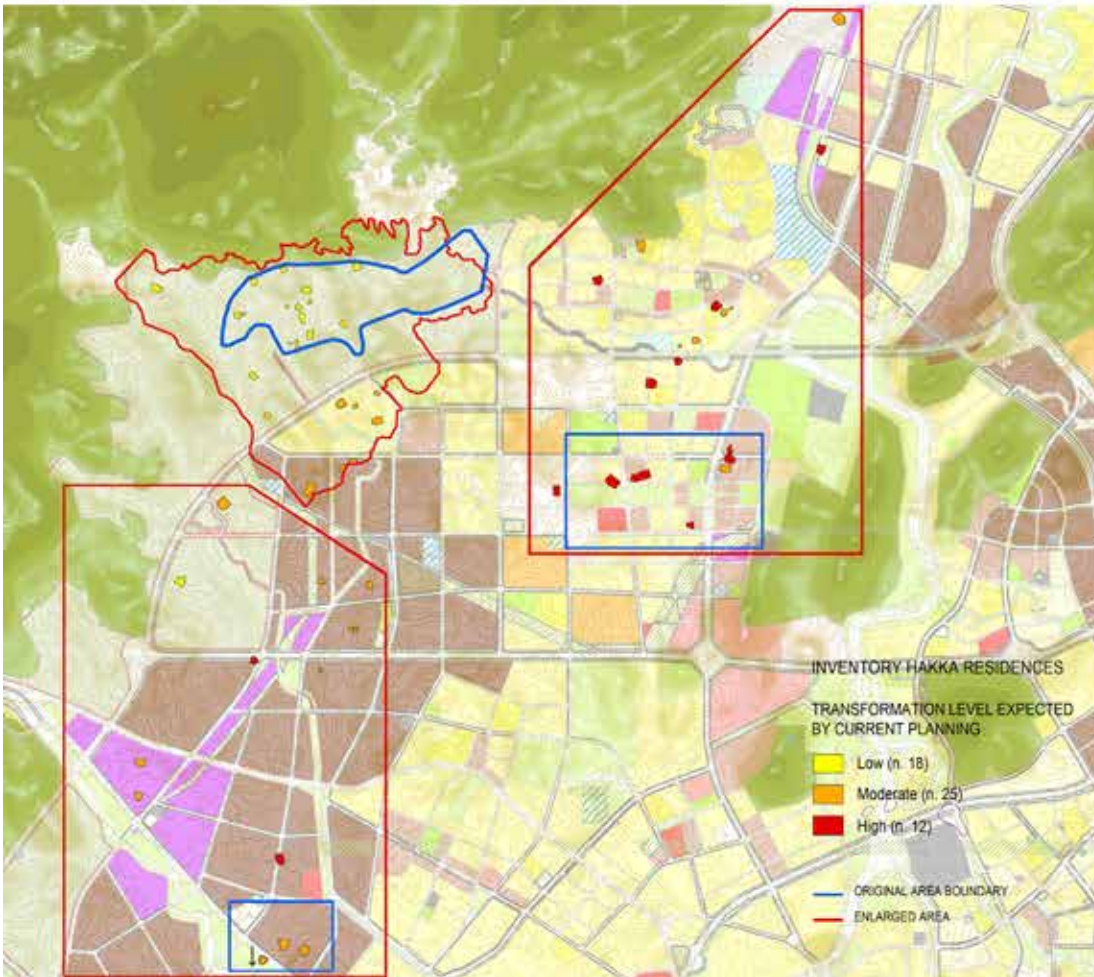 INVENTORY HAKKA RESIDENCES
TRANSFORMATION LEVEL EXPECTED
BY CURRENT PLANNING
Low (n. 18)
Moderate (n. 25)
High (n. 12)
ORIGINAL AREA BOUNDARY
ENLARGED AREA